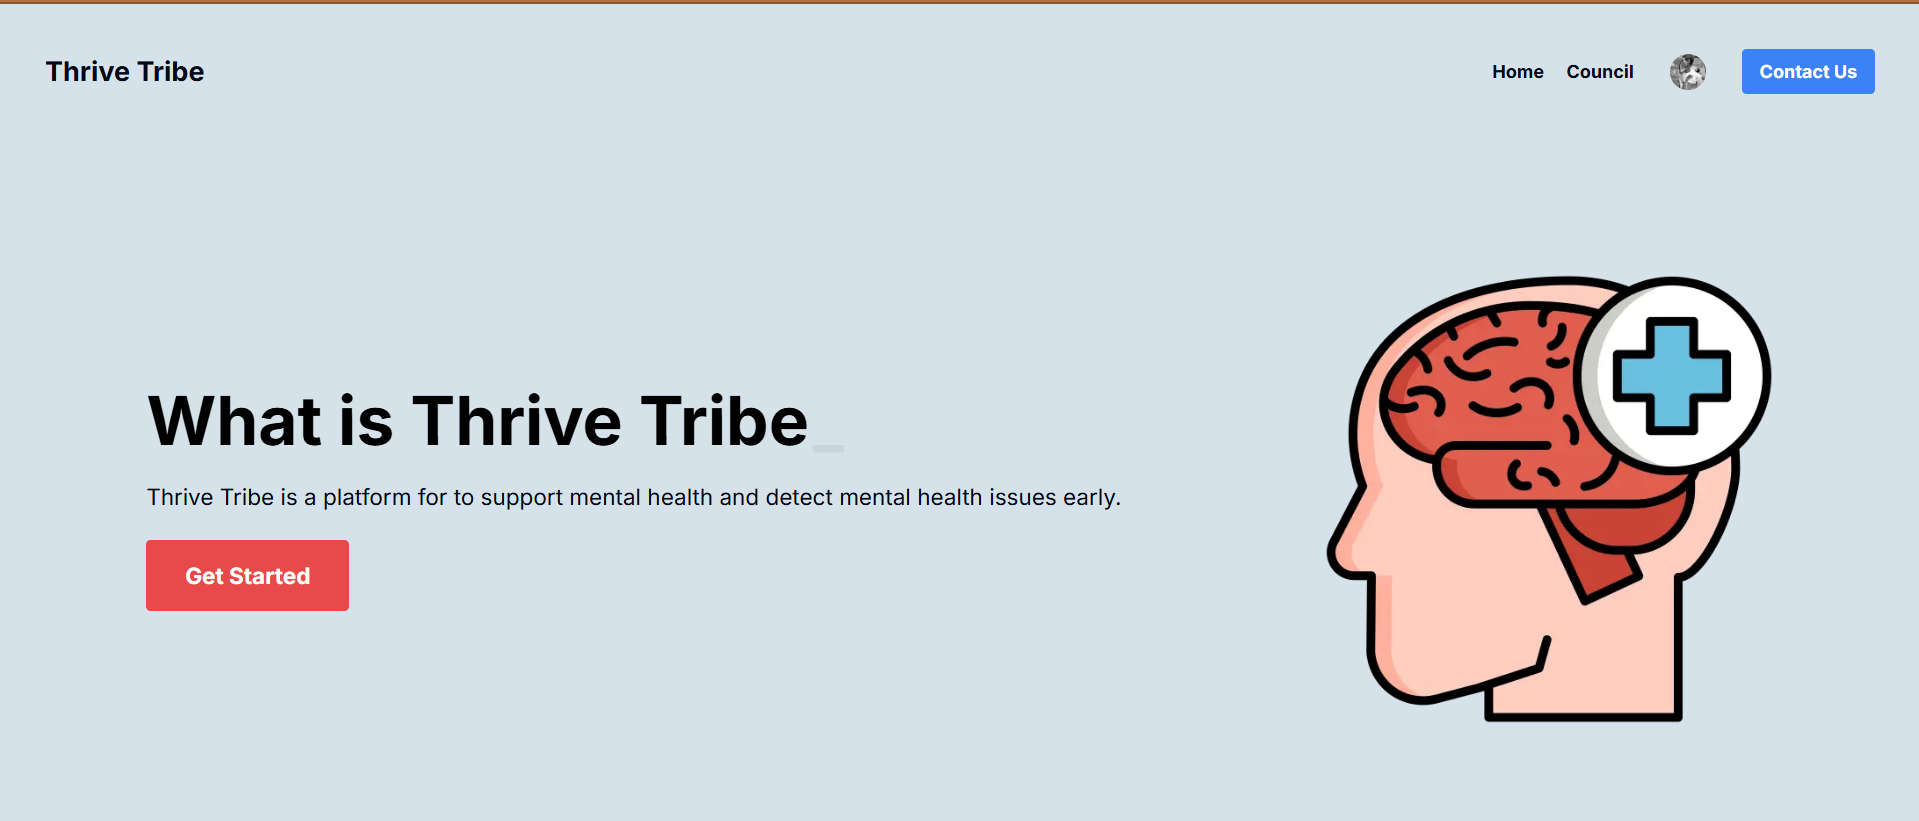 Thrive Tribe
Home Council Contact Us
What is Thrive Tribe_
Thrive Tribe is a platform for to support mental health and detect mental health issues early.
Get Started